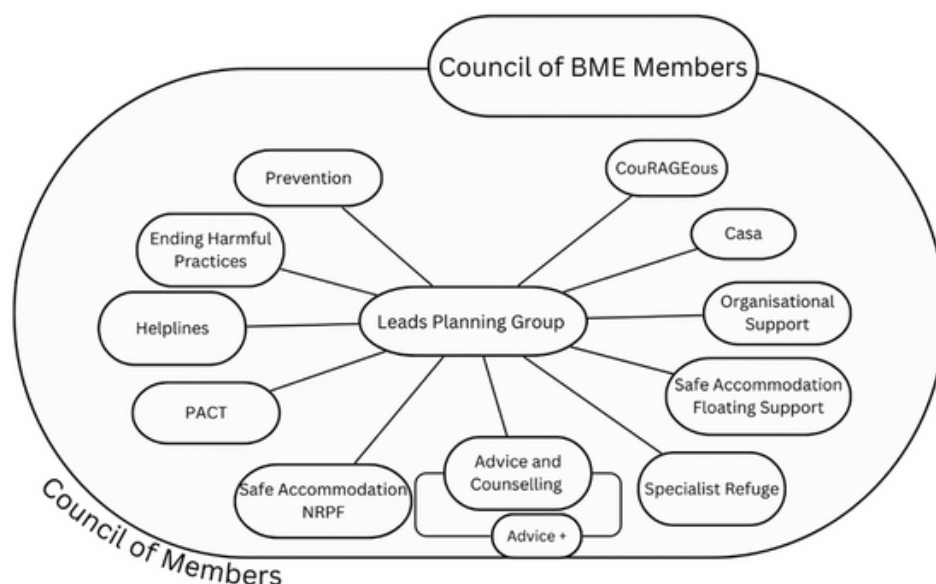 Council of BME Members
Prevention
CouRAGEous
Ending Harmful
Practices
Casa
Helplines
Leads Planning Group
Organisational
Support
PACT
Safe Accommodation
Floating Support
Safe Accommodation
NRPF
Advice and
Counselling
Advice +
Specialist Refuge
Council of Members